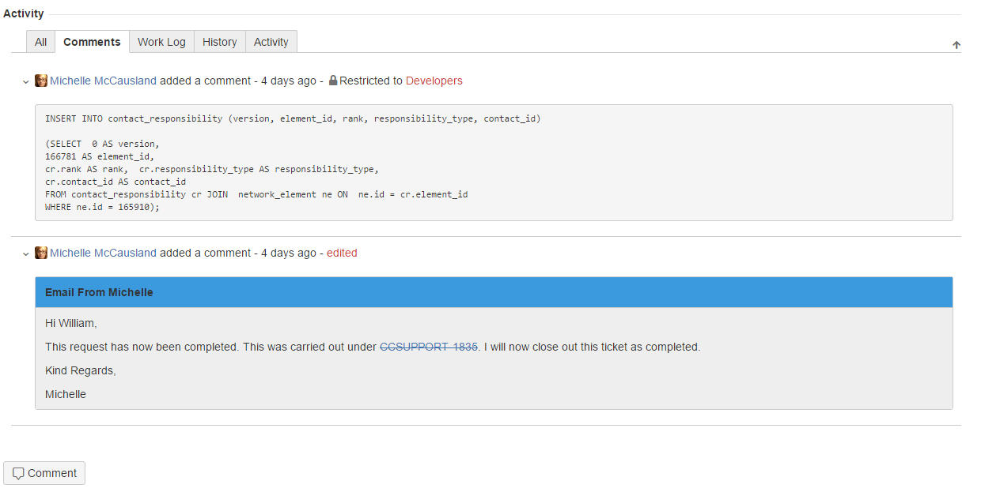 Activity
All Comments Work Log History Activity
Michelle McCausland added a comment - 4 days ago - Restricted to Developers
INSERT INTO contact_responsibility (version, element_id, rank, responsibility_type, contact_id)
(SELECT  0 AS version,
166781 AS element_id,
cr.rank AS rank,  cr.responsibility_type AS responsibility_type,
cr.contact_id AS contact_id
FROM contact_responsibility cr JOIN  network_element ne ON  ne.id = cr.element_id
WHERE ne.id = 165910);
Michelle McCausland added a comment - 4 days ago - edited
Email From Michelle
Hi William,
This request has now been completed. This was carried out under CCSUPPORT-1835. I will now close out this ticket as completed.
Kind Regards,
Michelle
Comment